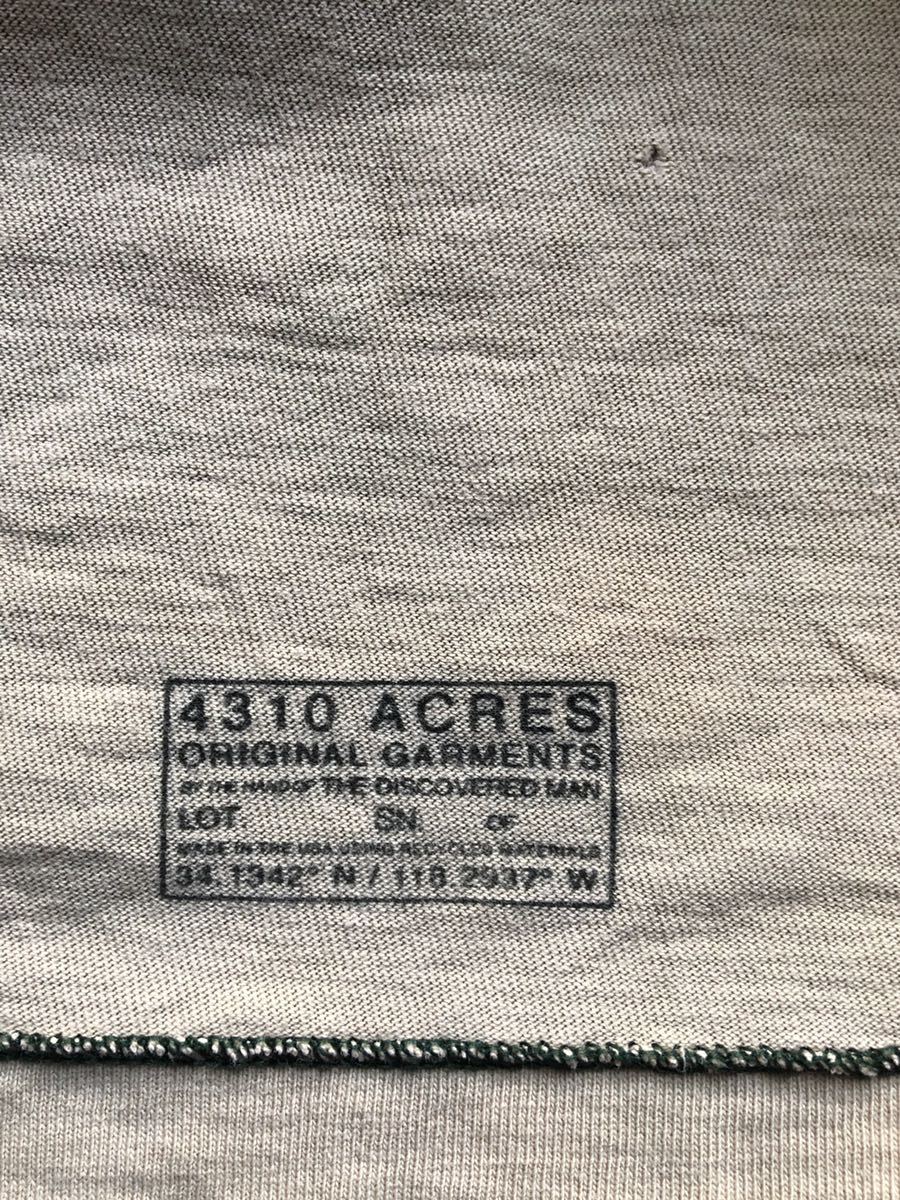 4310 ACRES
ORIGINAL GARMENTS
BY THE HAND OF THE DISCOVERED MAN
LOT. SN. OF
MADE IN THE USA USING RECYCLED MATERIALS
34.1342° N / 118.2937° W